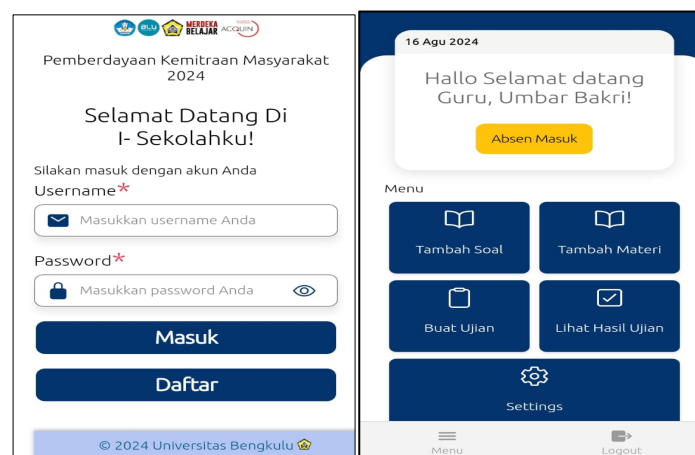 BLU
MERDEKA
BELAJAR
ACQUIN
Pemberdayaan Kemitraan Masyarakat
2024
Selamat Datang Di
I- Sekolahku!
Silakan masuk dengan akun Anda
Username*
Masukkan username Anda
Password*
Masukkan password Anda
Masuk
Daftar
© 2024 Universitas Bengkulu
16 Agu 2024
Hallo Selamat datang
Guru, Umbar Bakri!
Absen Masuk
Menu
Tambah Soal
Tambah Materi
Buat Ujian
Lihat Hasil Ujian
Settings
Menu
Logout